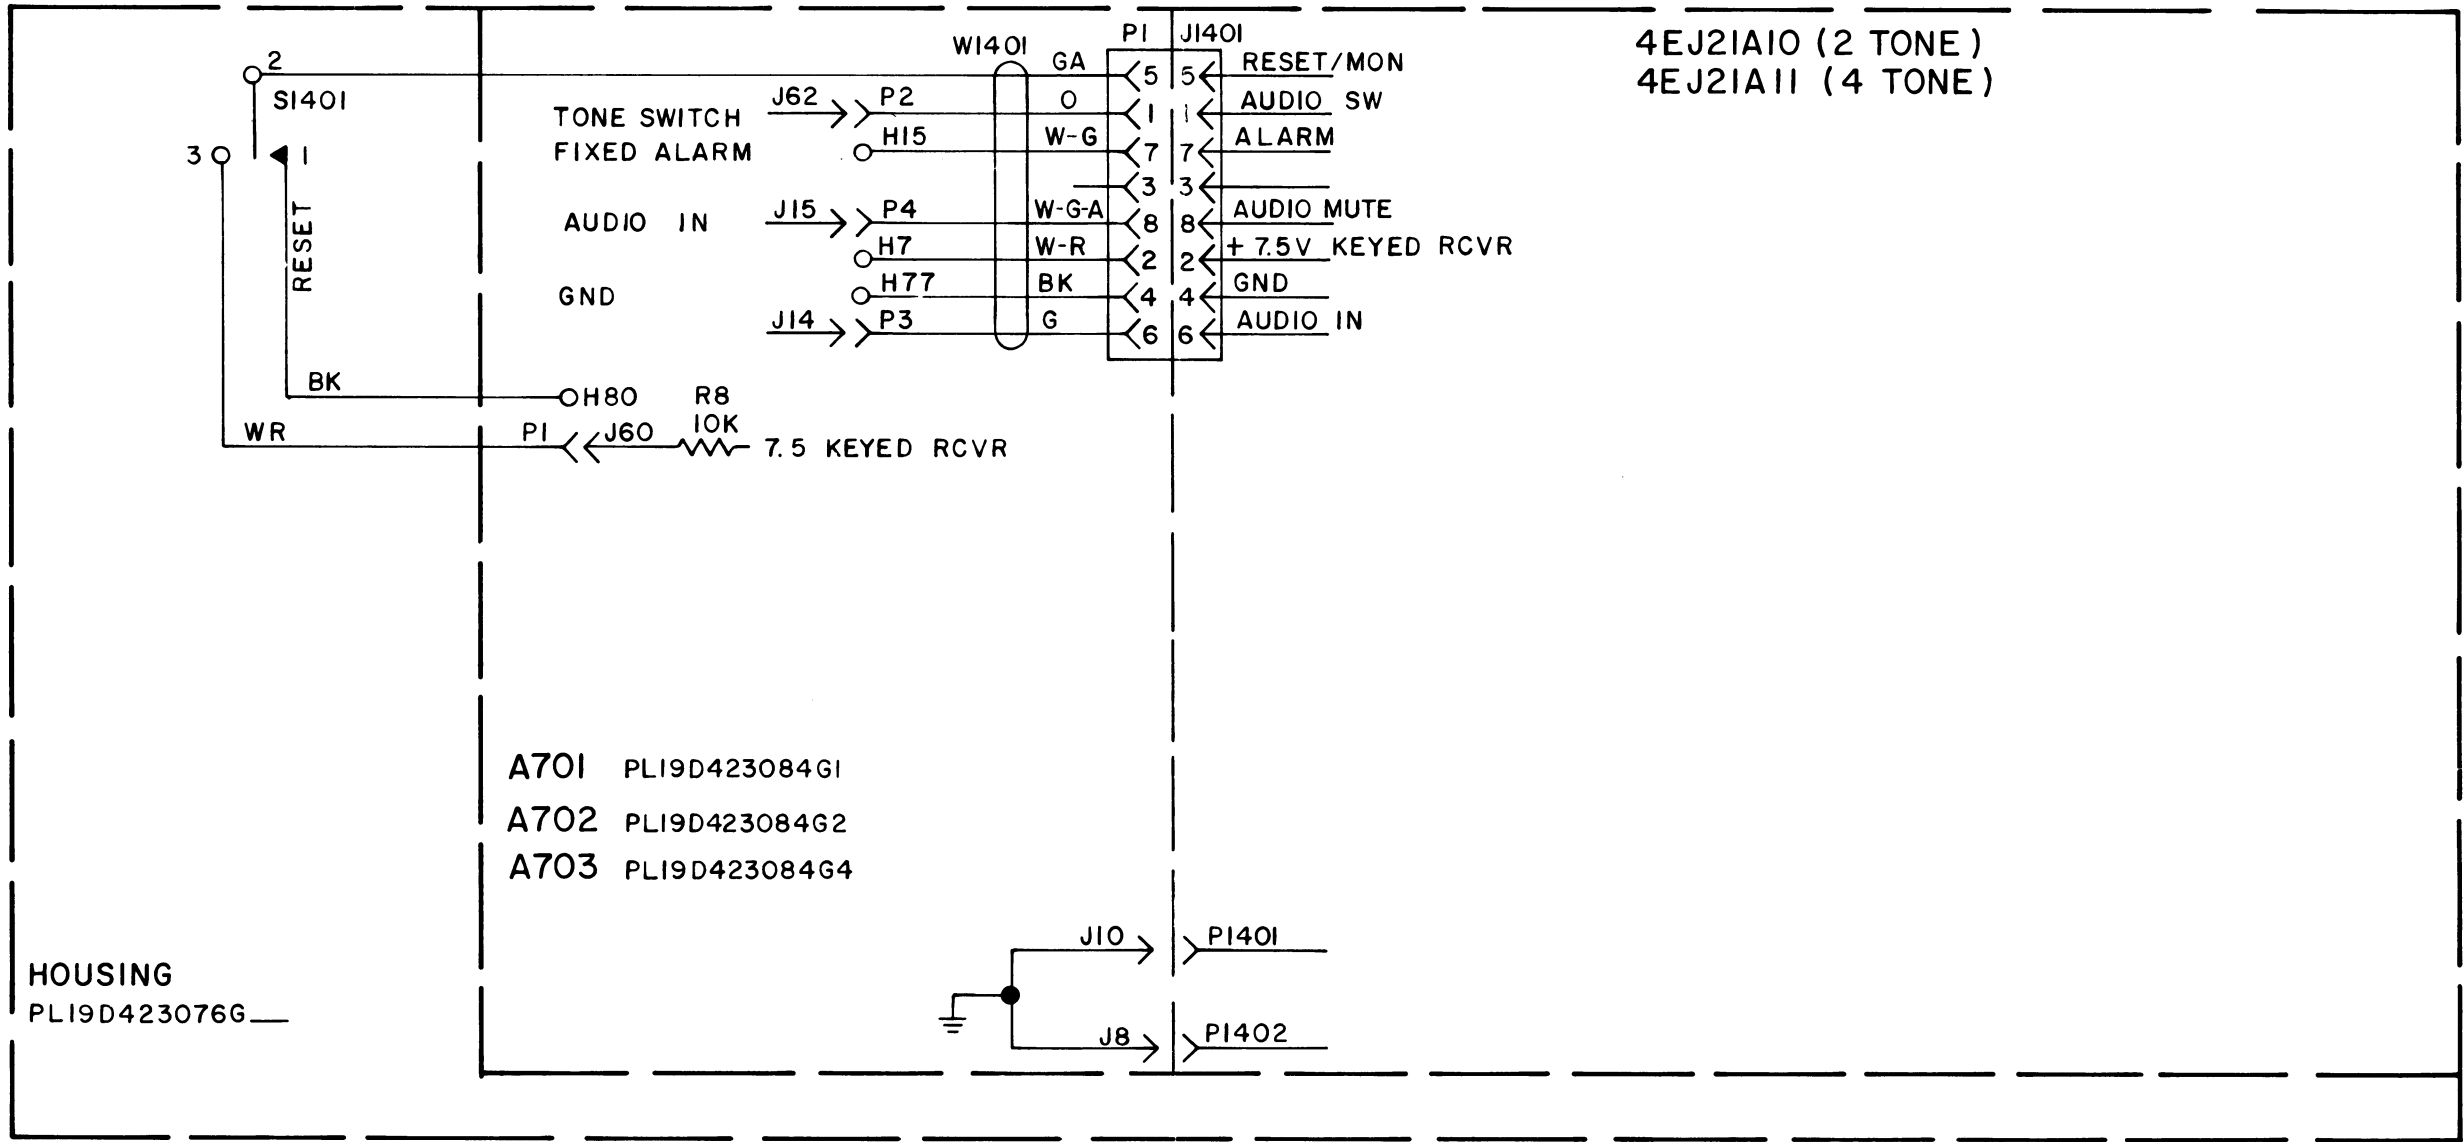 P1 J1401
W1401
4EJ21A10 (2 TONE)
4EJ21A11 (4 TONE)
2
S1401
3 1
RESET
GA 5 5 RESET/MON
TONE SWITCH J62 P2 O 1 1 AUDIO SW
FIXED ALARM H15 W-G 7 7 ALARM
3 3
AUDIO IN J15 P4 W-G-A 8 8 AUDIO MUTE
H7 W-R 2 2 + 7.5V KEYED RCVR
GND H77 BK 4 4 GND
J14 P3 G 6 6 AUDIO IN
BK H80 R8
10K
WR P1 J60 7.5 KEYED RCVR
A701 PL19D423084G1
A702 PL19D423084G2
A703 PL19D423084G4
J10 P1401
J8 P1402
HOUSING
PL19D423076G__